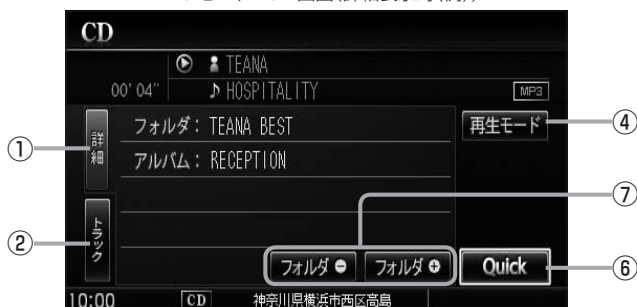 CD
TEANA
00'04"
HOSPITALITY
MP3
詳細
フォルダ： TEANA BEST
再生モード
④
①
アルバム： RECEPTION
⑦
トラック
②
フォルダ
フォルダ
Quick
⑥
10:00
CD
神奈川県横浜市西区高島